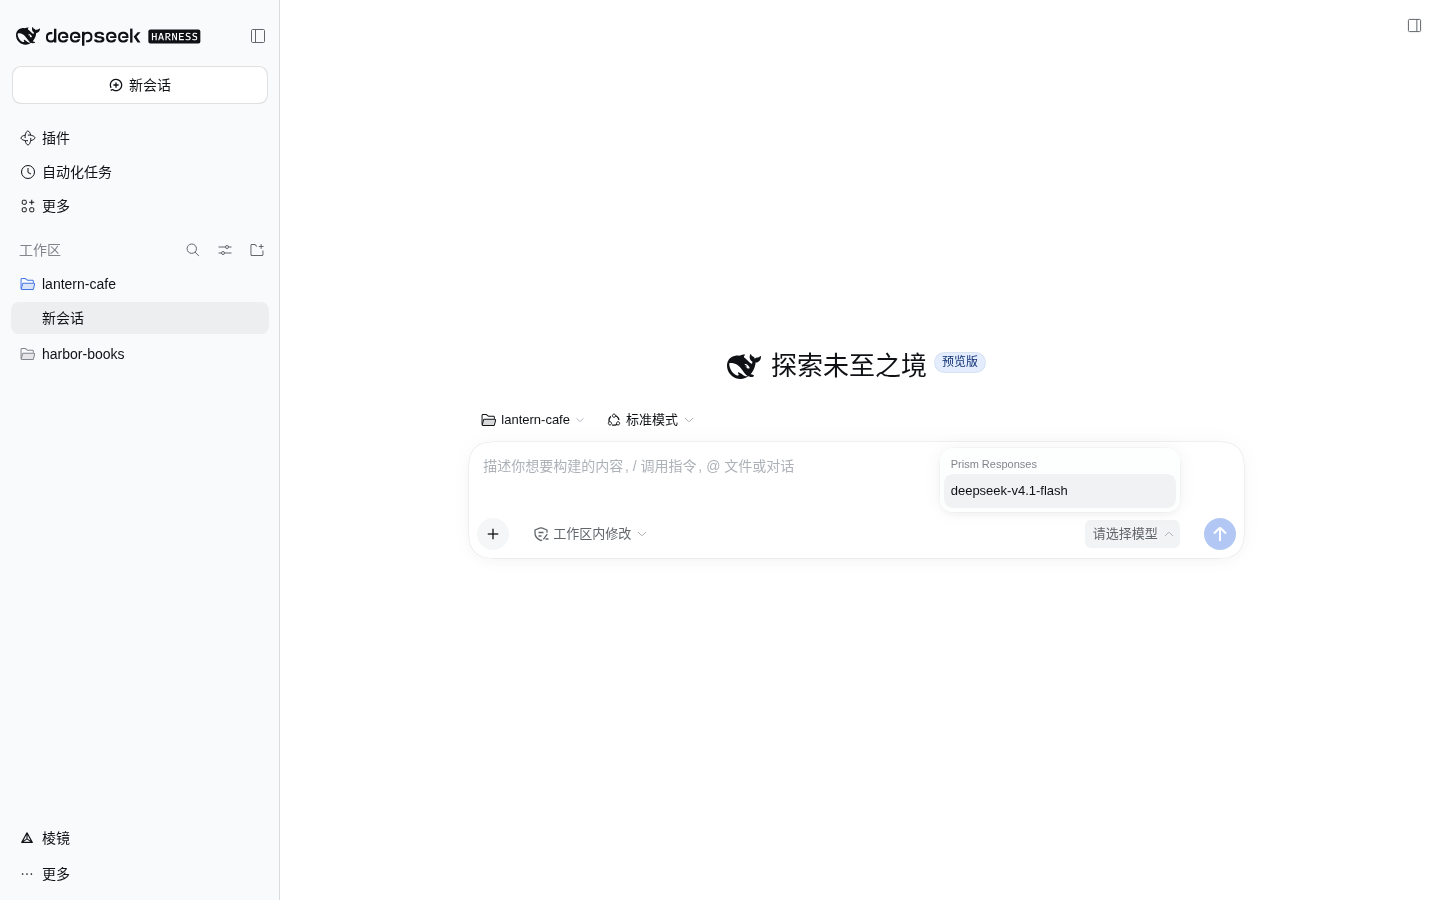 deepseek HARNESS
新会话
插件
自动化任务
更多
工作区
lantern-cafe
新会话
harbor-books
棱镜
更多
探索未至之境 预览版
lantern-cafe 标准模式
描述你想要构建的内容, / 调用指令, @ 文件或对话
Prism Responses
deepseek-v4.1-flash
工作区内修改 请选择模型